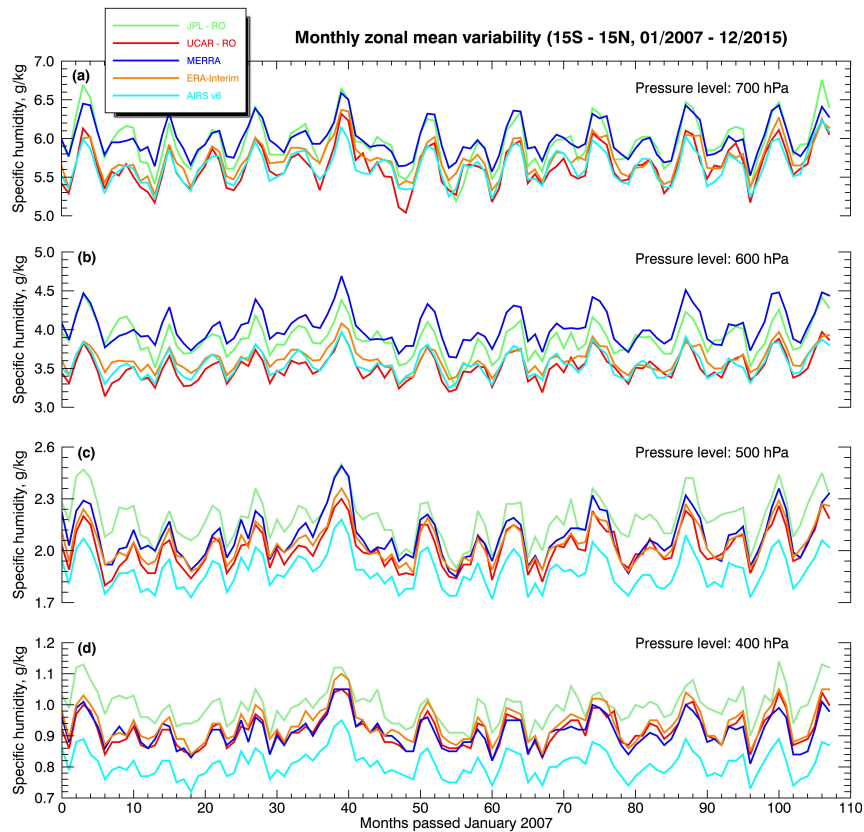 JPL - RO
UCAR - RO
MERRA
ERA-Interim
AIRS v6
Monthly zonal mean variability (15S - 15N, 01/2007 - 12/2015)
(a)
Pressure level: 700 hPa
Specific humidity, g/kg
7.0
6.5
6.0
5.5
5.0
(b)
Pressure level: 600 hPa
Specific humidity, g/kg
5.0
4.5
4.0
3.5
3.0
(c)
Pressure level: 500 hPa
Specific humidity, g/kg
2.6
2.3
2.0
1.7
(d)
Pressure level: 400 hPa
Specific humidity, g/kg
1.2
1.1
1.0
0.9
0.8
0.7
0 10 20 30 40 50 60 70 80 90 100 110
Months passed January 2007